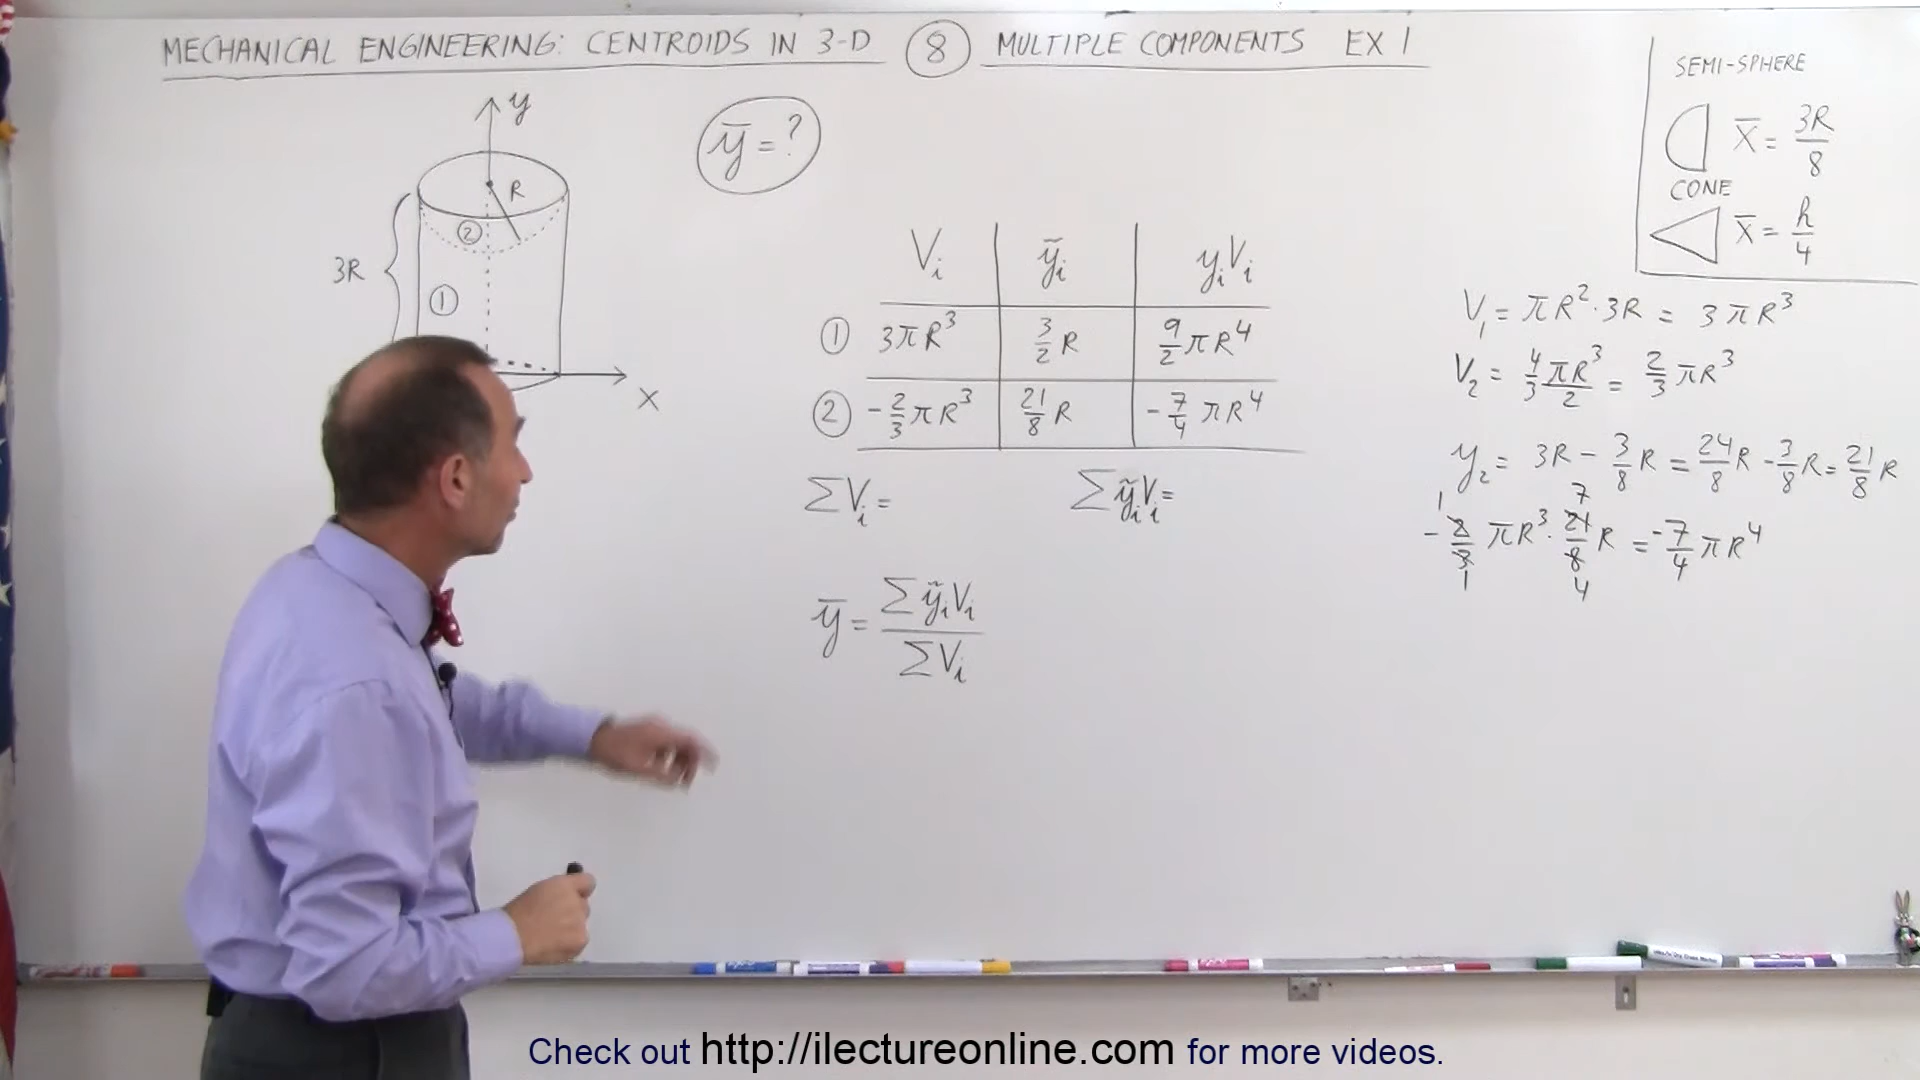 MECHANICAL ENGINEERING: CENTROIDS IN 3-D ⑧ MULTIPLE COMPONENTS EX 1
y
R
②
3R
①
x
ȳ = ?
Vᵢ ỹᵢ yᵢVᵢ
① 3πR³ 3/2 R 9/2 πR⁴
② -2/3 πR³ 21/8 R -7/4 πR⁴
ΣVᵢ = ΣỹᵢVᵢ =
ȳ = ΣỹᵢVᵢ / ΣVᵢ
SEMI-SPHERE
X̄ = 3R/8
CONE
X̄ = h/4
V₁ = πR²·3R = 3πR³
V₂ = 4/3 πR³/2 = 2/3 πR³
y₂ = 3R - 3/8 R = 24/8 R - 3/8 R = 21/8 R
1 7
- 2/3 πR³ · 21/8 R = -7/4 πR⁴
1 4
Check out http://ilectureonline.com for more videos.